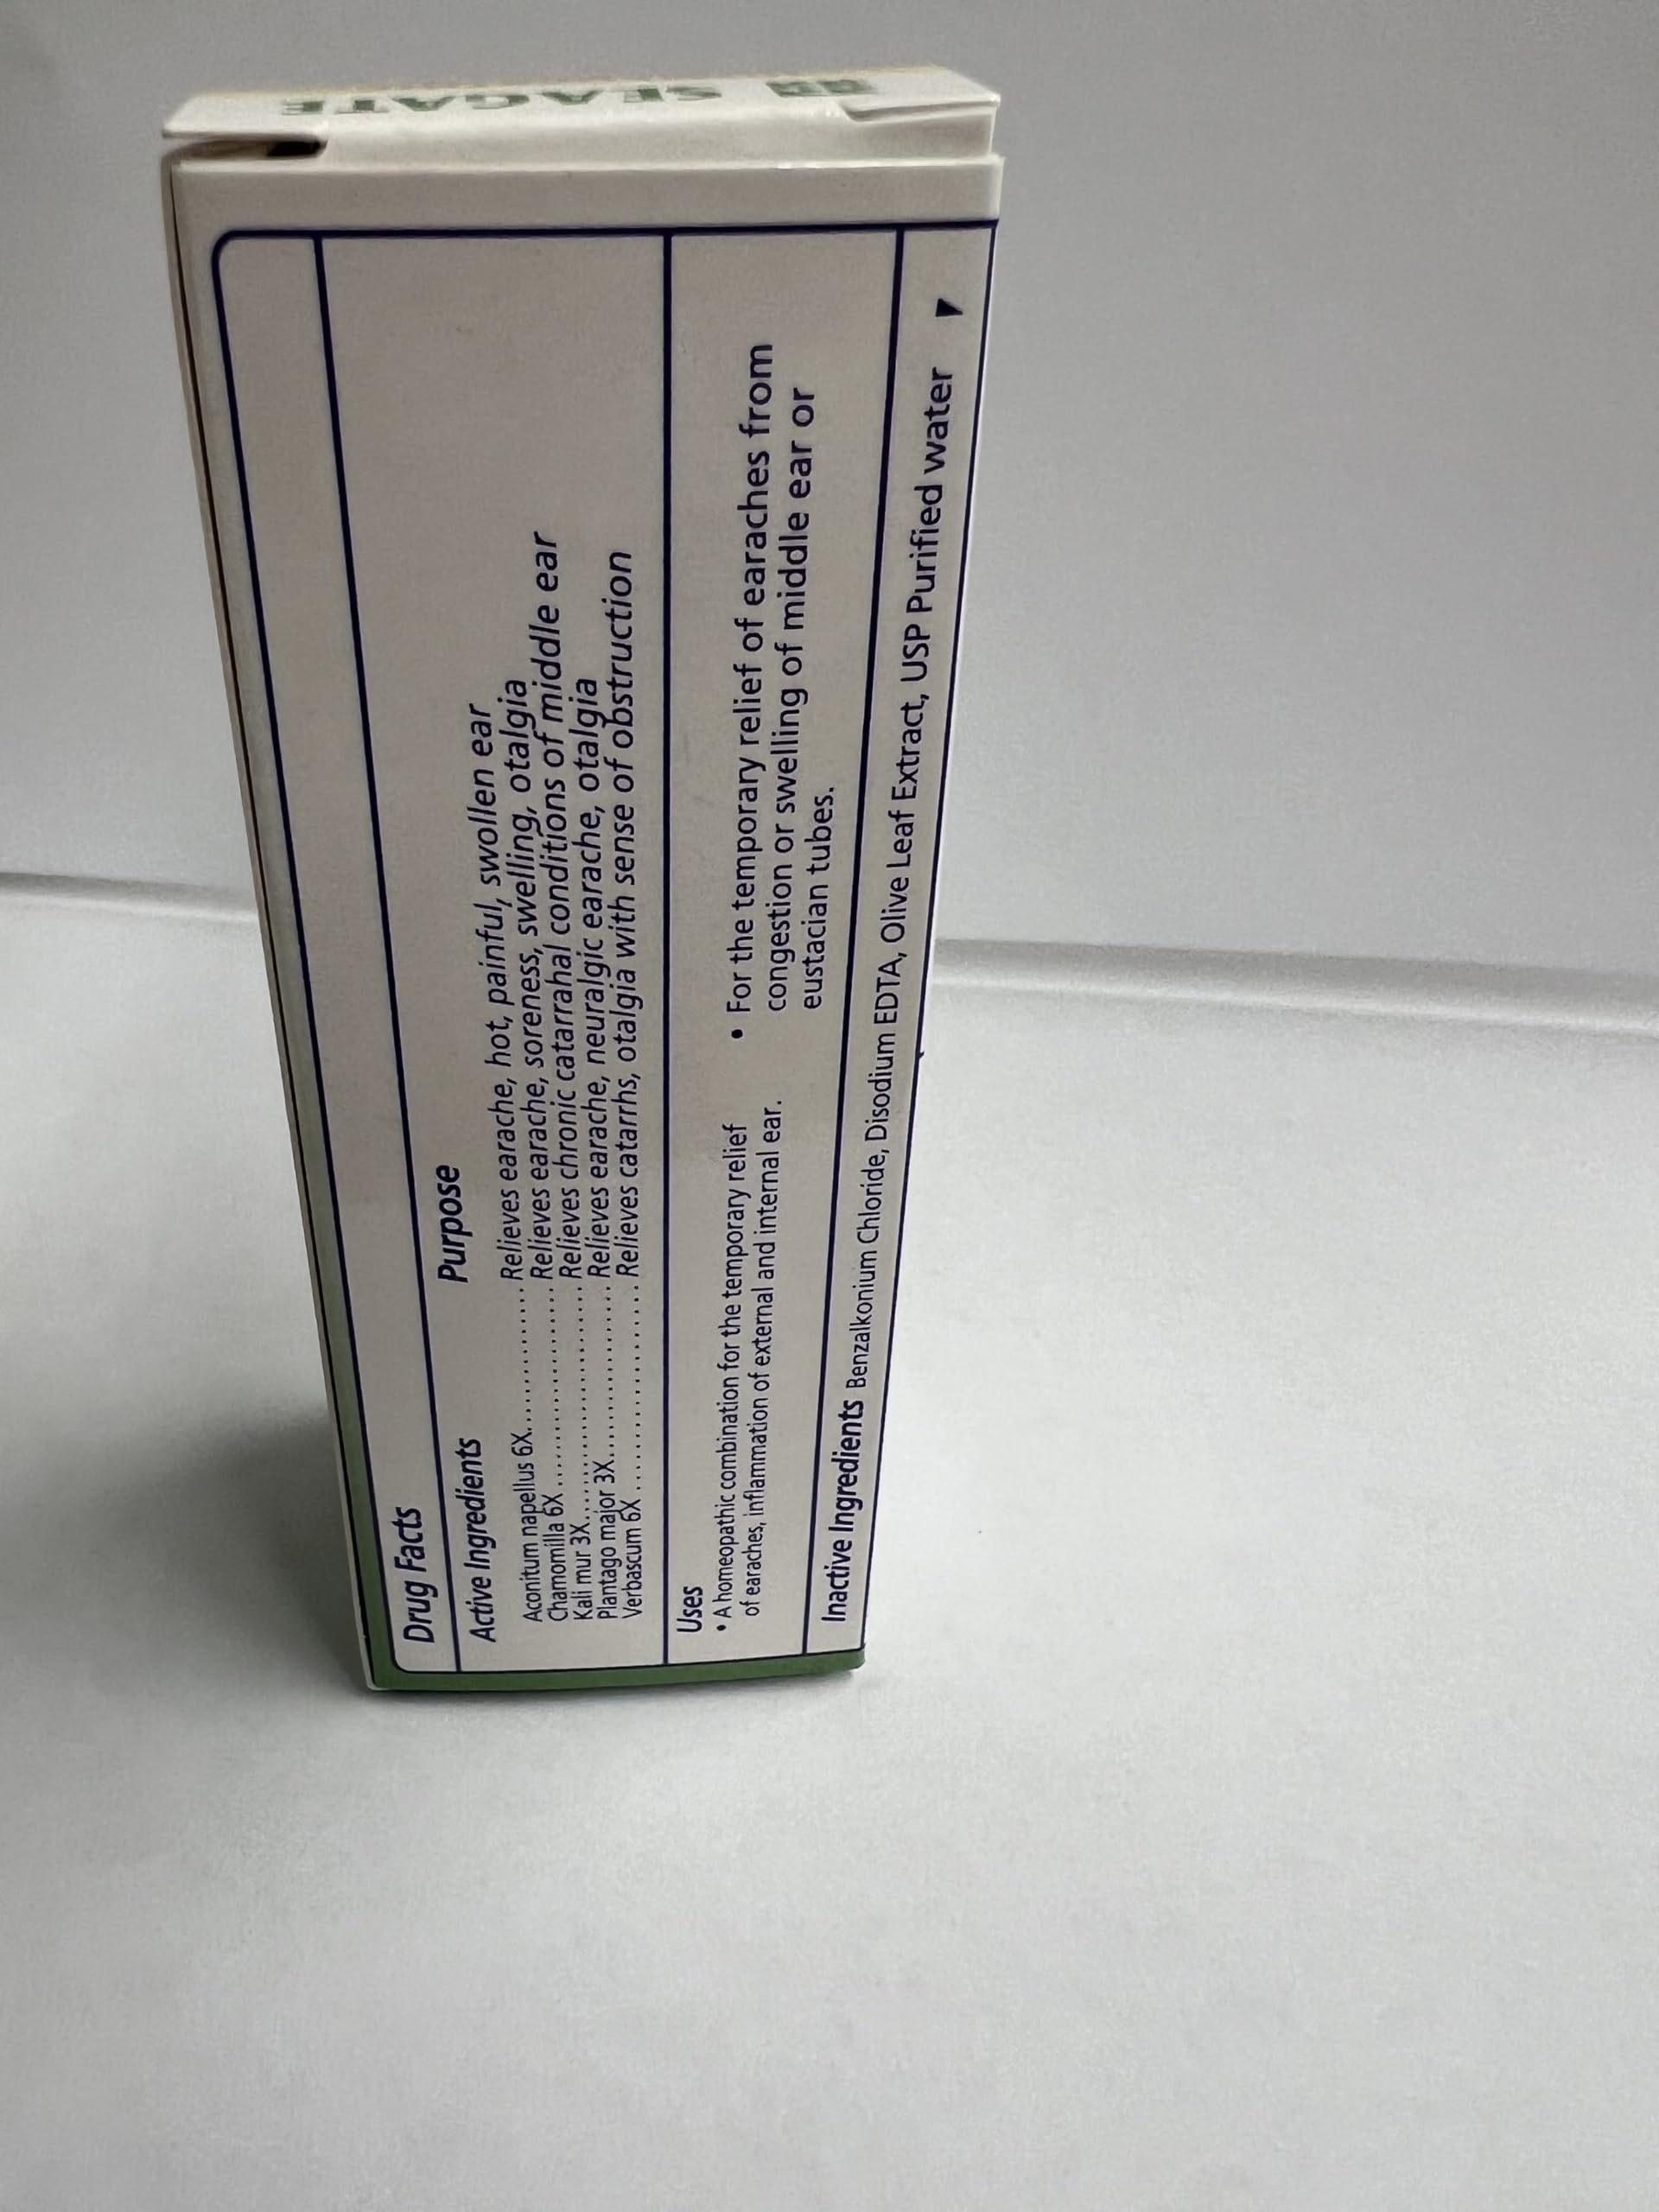 SEAGATE
Drug Facts
Active Ingredients Purpose
Aconitum napellus 6X.............. Relieves earache, hot, painful, swollen ear
Chamomilla 6X..................... Relieves earache, soreness, swelling, otalgia
Kali mur 3X....................... Relieves chronic catarrahal conditions of middle ear
Plantago major 3X................. Relieves earache, neuralgic earache, otalgia
Verbascum 6X...................... Relieves catarrhs, otalgia with sense of obstruction
Uses
• A homeopathic combination for the temporary relief
of earaches, inflammation of external and internal ear.
• For the temporary relief of earaches from
congestion or swelling of middle ear or
eustacian tubes.
Inactive Ingredients Benzalkonium Chloride, Disodium EDTA, Olive Leaf Extract, USP Purified water